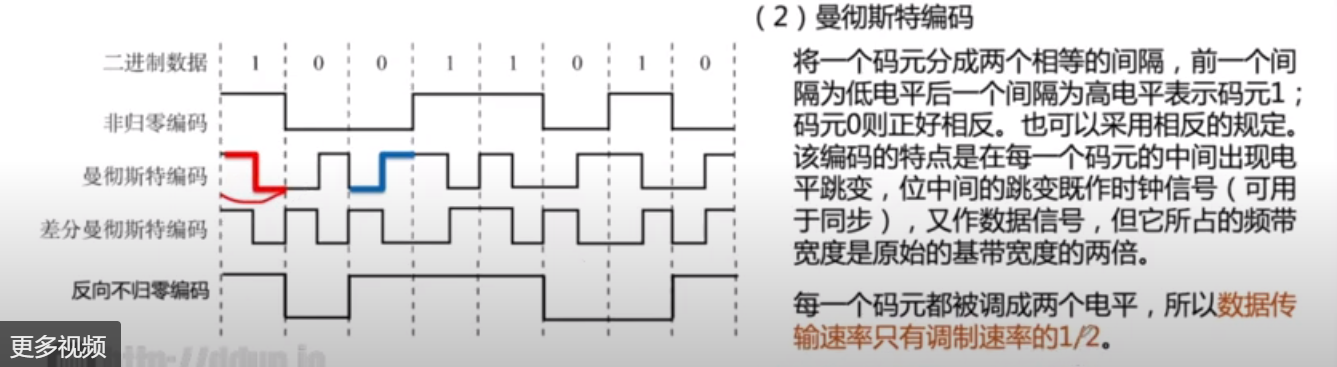 （2）曼彻斯特编码
二进制数据 1 0 0 1 1 0 1 0
非归零编码
曼彻斯特编码
差分曼彻斯特编码
反向不归零编码
将一个码元分成两个相等的间隔，前一个间
隔为低电平后一个间隔为高电平表示码元1；
码元0则正好相反。也可以采用相反的规定。
该编码的特点是在每一个码元的中间出现电
平跳变，位中间的跳变既作时钟信号（可用
于同步），又作数据信号，但它所占的频带
宽度是原始的基带宽度的两倍。
每一个码元都被调成两个电平，所以数据传
输速率只有调制速率的1/2。
更多视频